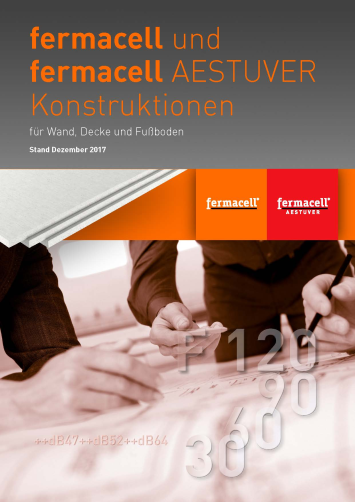 fermacell und
fermacell AESTUVER
Konstruktionen
für Wand, Decke und Fußboden
Stand Dezember 2017
fermacell®
fermacell®
AESTUVER
F 120
90
60
30
++dB47++dB52++dB64